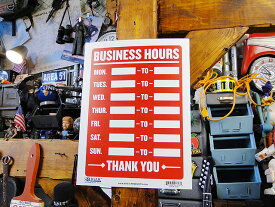 BUSINESS HOURS
MON. -TO-
TUES. -TO-
WED. -TO-
THUR. -TO-
FRI. -TO-
SAT. -TO-
SUN. -TO-
THANK YOU
AREA 51